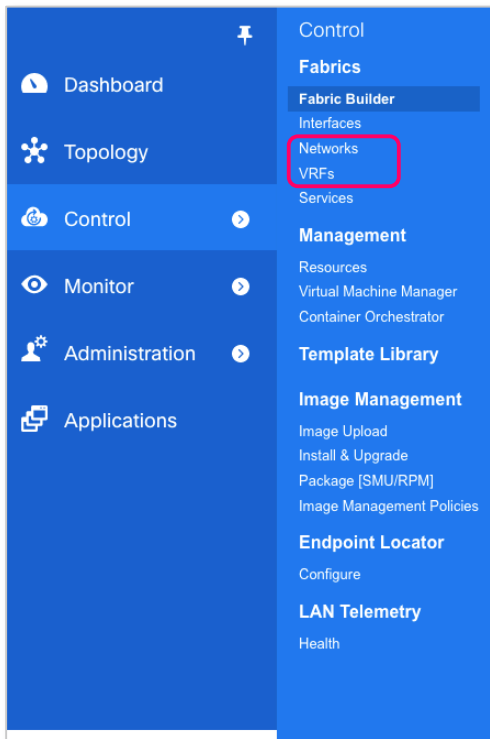 Dashboard
Topology
Control
Monitor
Administration
Applications
Control
Fabrics
Fabric Builder
Interfaces
Networks
VRFs
Services
Management
Resources
Virtual Machine Manager
Container Orchestrator
Template Library
Image Management
Image Upload
Install & Upgrade
Package [SMU/RPM]
Image Management Policies
Endpoint Locator
Configure
LAN Telemetry
Health